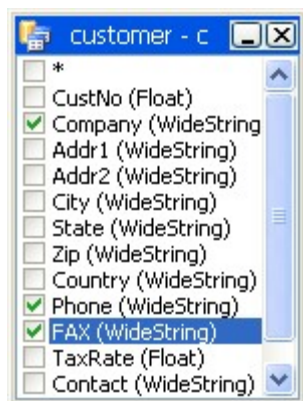 customer - c
*
CustNo (Float)
Company (WideString
Addr1 (WideString)
Addr2 (WideString)
City (WideString)
State (WideString)
Zip (WideString)
Country (WideString)
Phone (WideString)
FAX (WideString)
TaxRate (Float)
Contact (WideString)